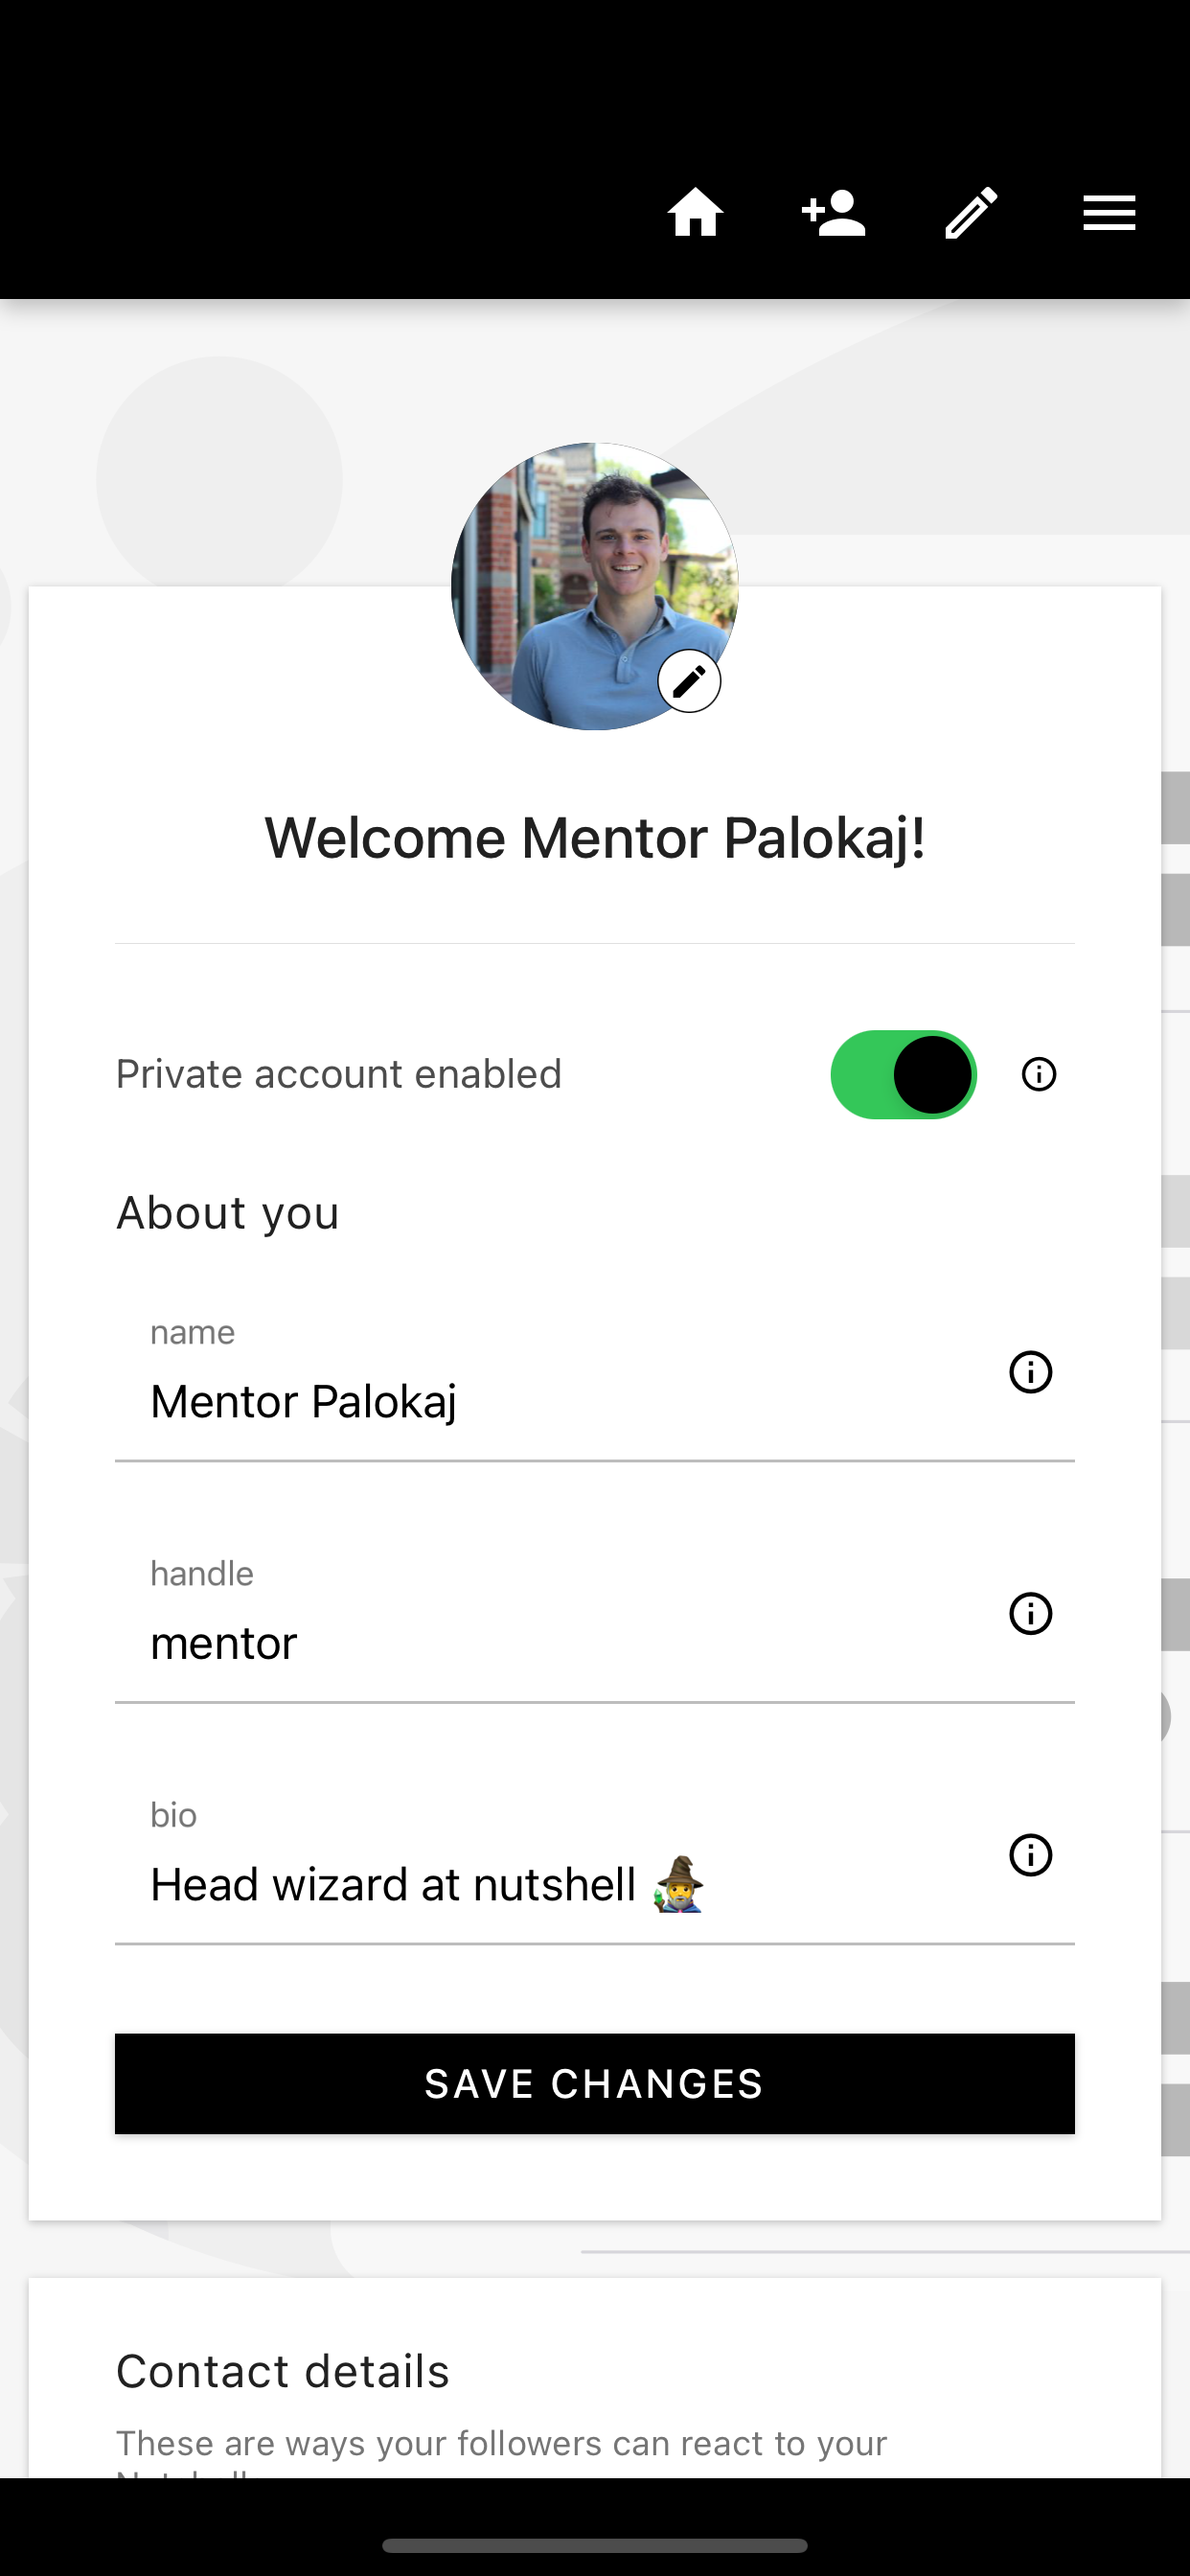 Welcome Mentor Palokaj!
Private account enabled
About you
name
Mentor Palokaj
handle
mentor
bio
Head wizard at nutshell 🧙‍♂️
SAVE CHANGES
Contact details
These are ways your followers can react to your